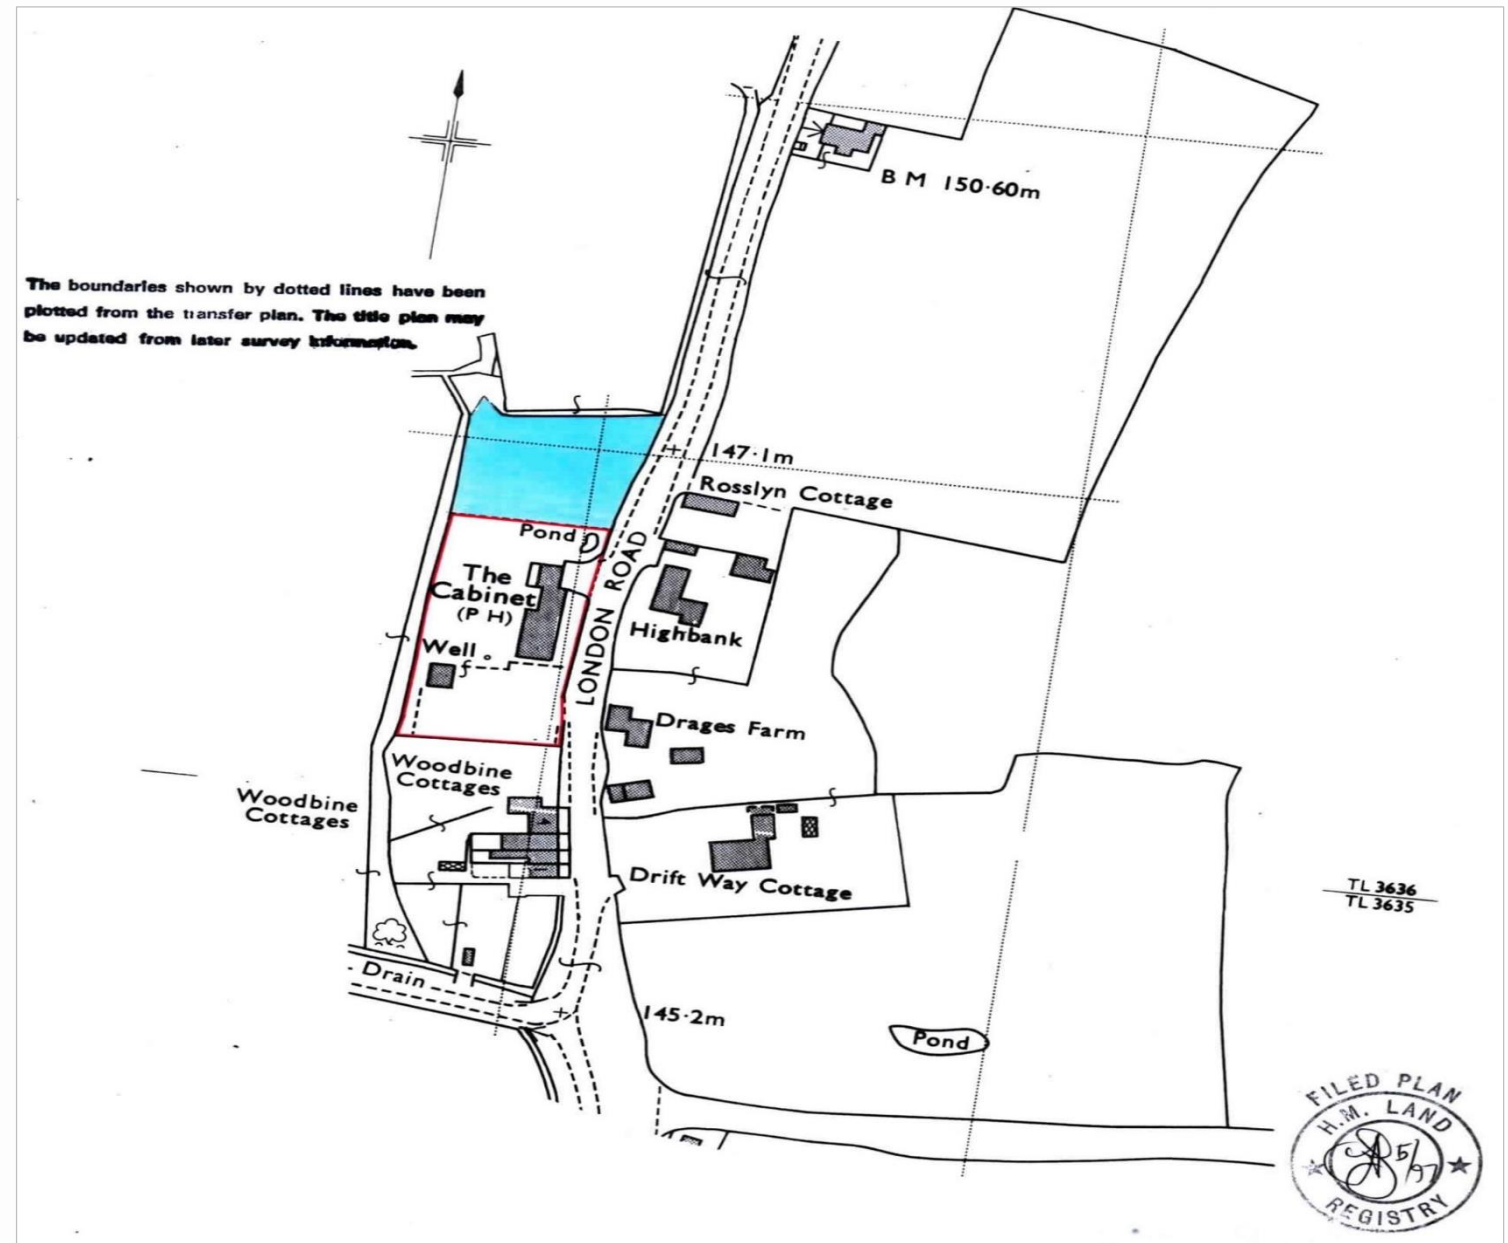 B M 150·60m
The boundaries shown by dotted lines have been
plotted from the transfer plan. The title plan may
be updated from later survey information.
147·1m
Rosslyn Cottage
Pond
The
Cabinet
(P H)
LONDON ROAD
Highbank
Well
Drages Farm
Woodbine
Cottages
Woodbine
Cottages
Drift Way Cottage
TL 3636
TL 3635
Drain
145·2m
Pond
FILED PLAN
H.M. LAND
5/97
REGISTRY